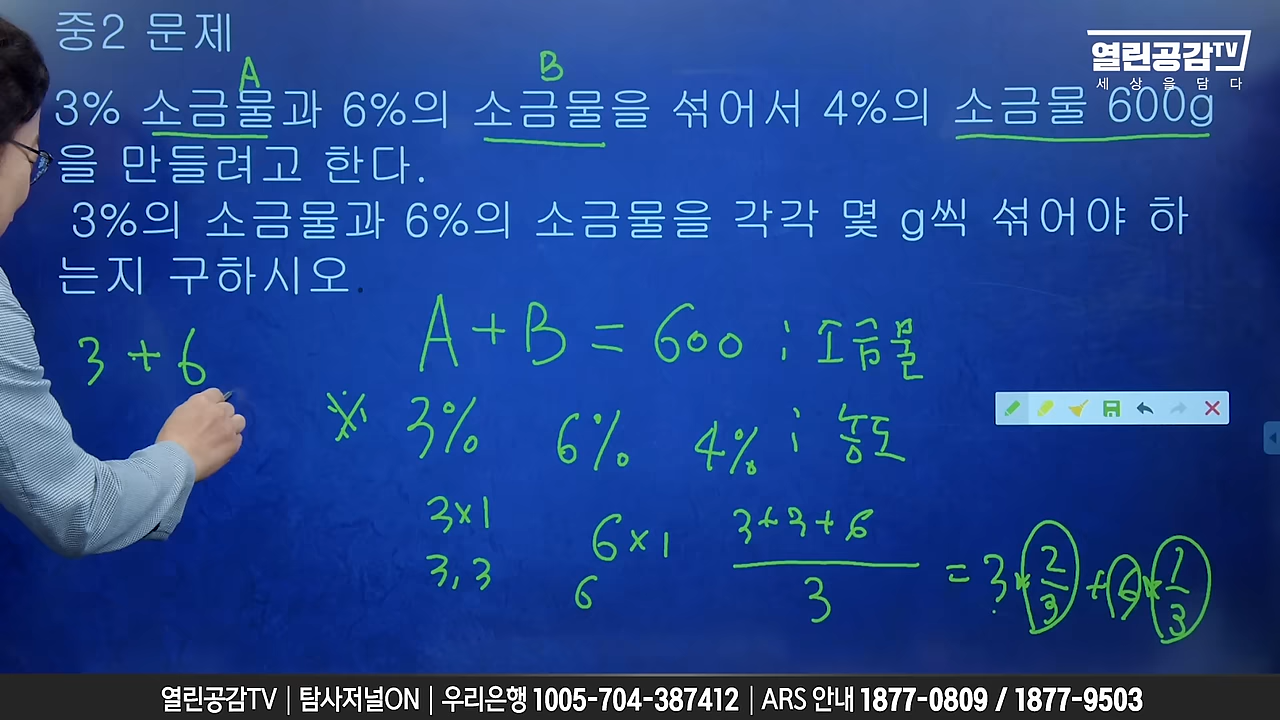 중2 문제
열린공감TV
세상을 담다
A B
3% 소금물과 6%의 소금물을 섞어서 4%의 소금물 600g
을 만들려고 한다.
3%의 소금물과 6%의 소금물을 각각 몇 g씩 섞어야 하
는지 구하시오.
A + B = 600 ; 소금물
3 + 6
※ 3% 6% 4% ; 농도
3×1 6×1 3+3+6
3, 3 6 3 = 3 * 2/3 + 6 * 1/3
열린공감TV | 탐사저널ON | 우리은행 1005-704-387412 | ARS 안내 1877-0809 / 1877-9503